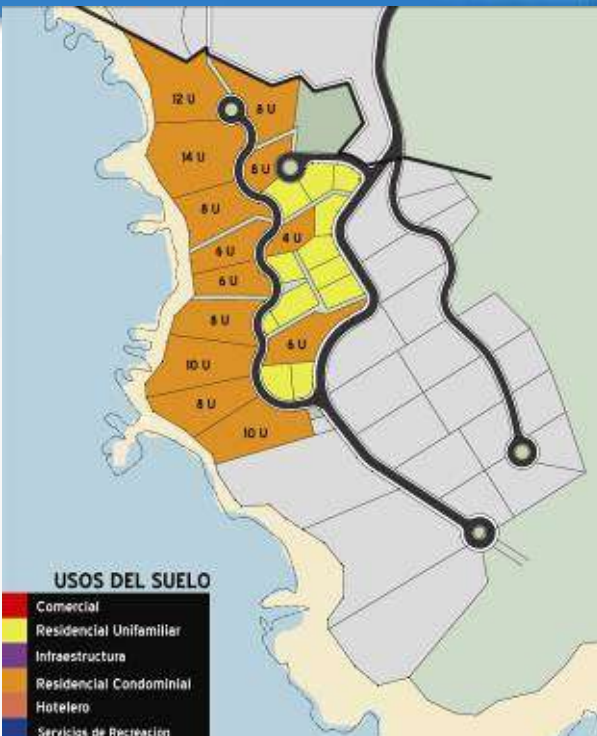 12 U
8 U
14 U
6 U
8 U
4 U
6 U
6 U
8 U
6 U
10 U
8 U
10 U
USOS DEL SUELO
Comercial
Residencial Unifamiliar
Infraestructura
Residencial Condominial
Hotelero
Servicios de Recreación